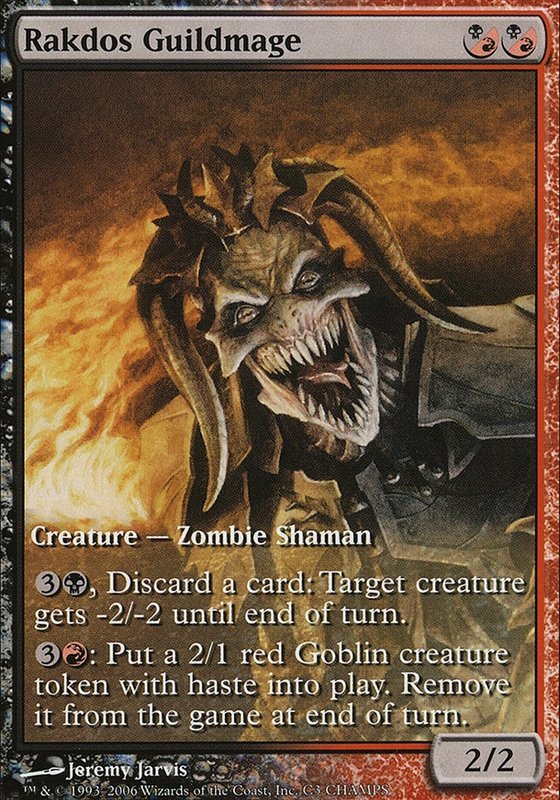 Rakdos Guildmage
Creature — Zombie Shaman
3, Discard a card: Target creature
gets -2/-2 until end of turn.
3: Put a 2/1 red Goblin creature
token with haste into play. Remove
it from the game at end of turn.
2/2
Jeremy Jarvis
™ & © 1993–2006 Wizards of the Coast, Inc, C3 CHAMPS